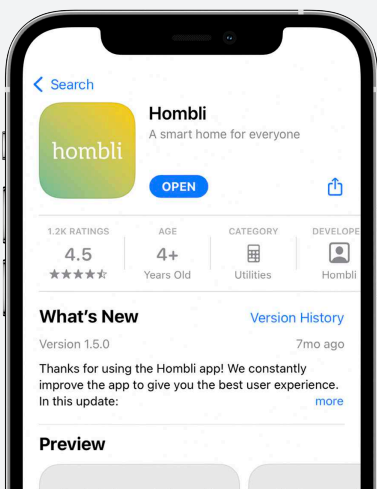 Search
hombli
Hombli
A smart home for everyone
OPEN
1.2K RATINGS AGE CATEGORY DEVELOPE
4.5 4+
Years Old Utilities Hombli
What's New Version History
Version 1.5.0 7mo ago
Thanks for using the Hombli app! We constantly
improve the app to give you the best user experience.
In this update: more
Preview